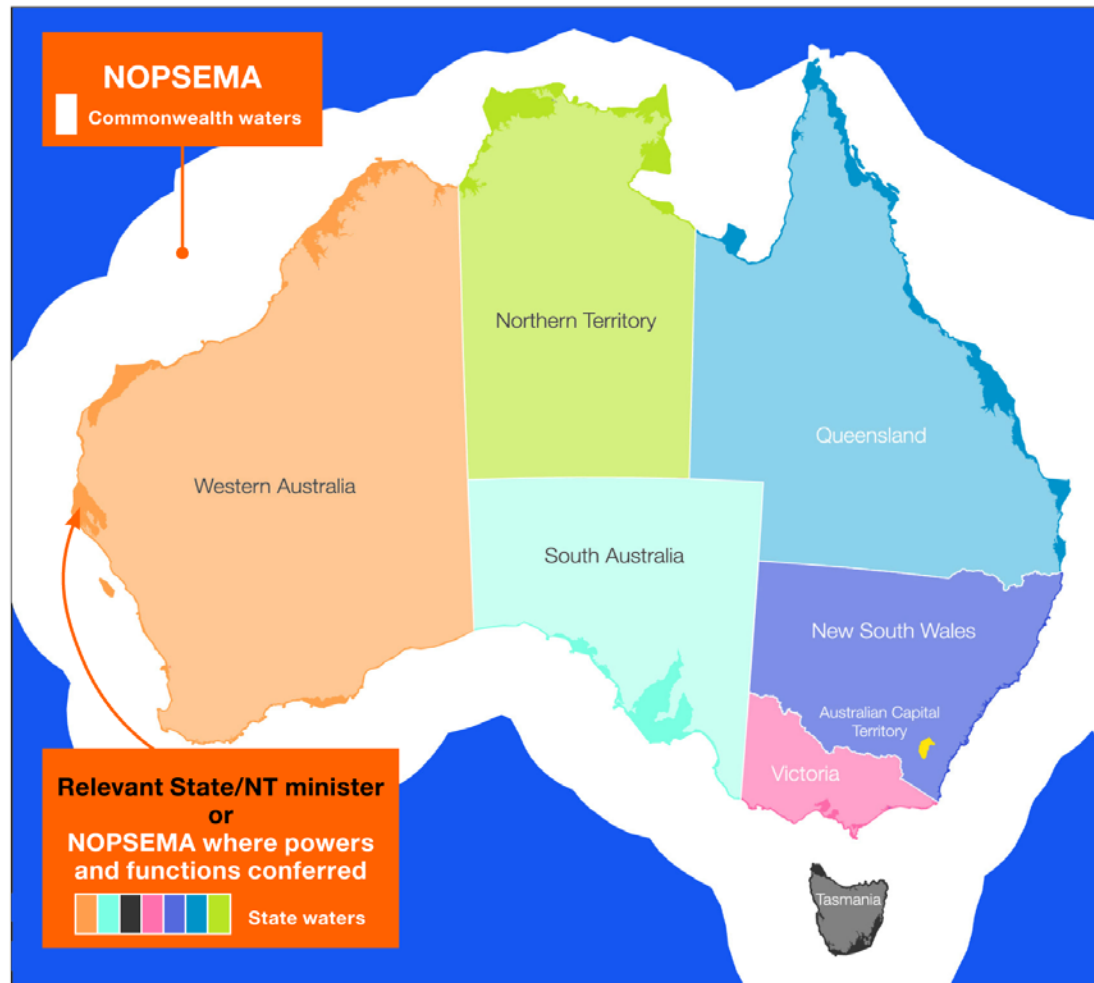 NOPSEMA
Commonwealth waters
Northern Territory
Queensland
Western Australia
South Australia
New South Wales
Australian Capital
Territory
Victoria
Tasmania
Relevant State/NT minister
or
NOPSEMA where powers
and functions conferred
State waters